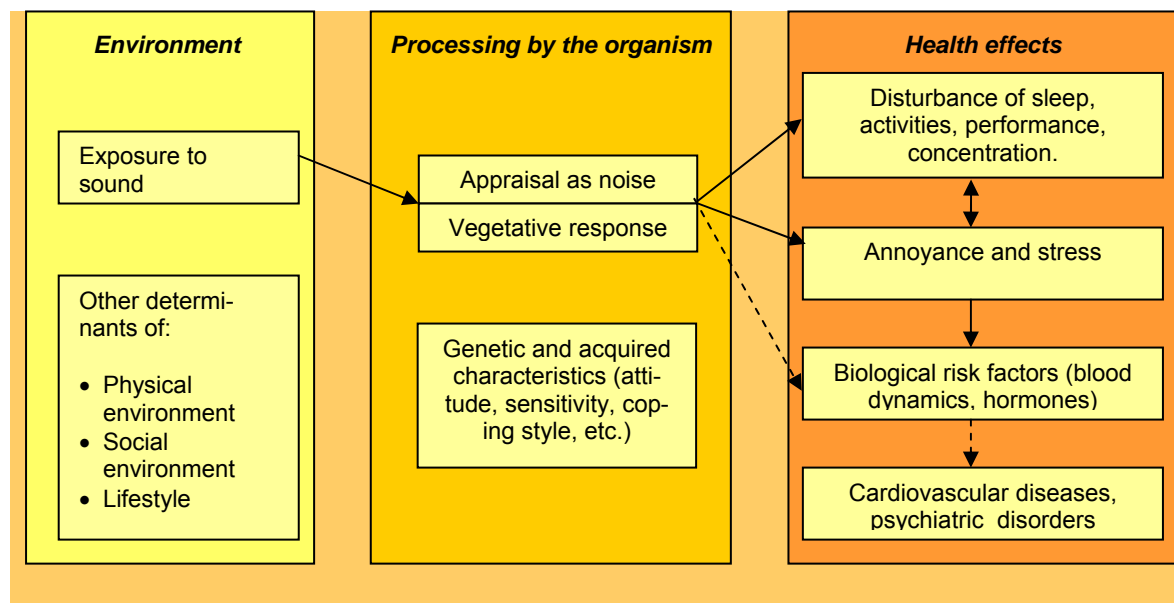 Environment
Exposure to
sound
Other determi-
nants of:
• Physical
environment
• Social
environment
• Lifestyle
Processing by the organism
Appraisal as noise
Vegetative response
Genetic and acquired
characteristics (atti-
tude, sensitivity, cop-
ing style, etc.)
Health effects
Disturbance of sleep,
activities, performance,
concentration.
Annoyance and stress
Biological risk factors (blood
dynamics, hormones)
Cardiovascular diseases,
psychiatric disorders